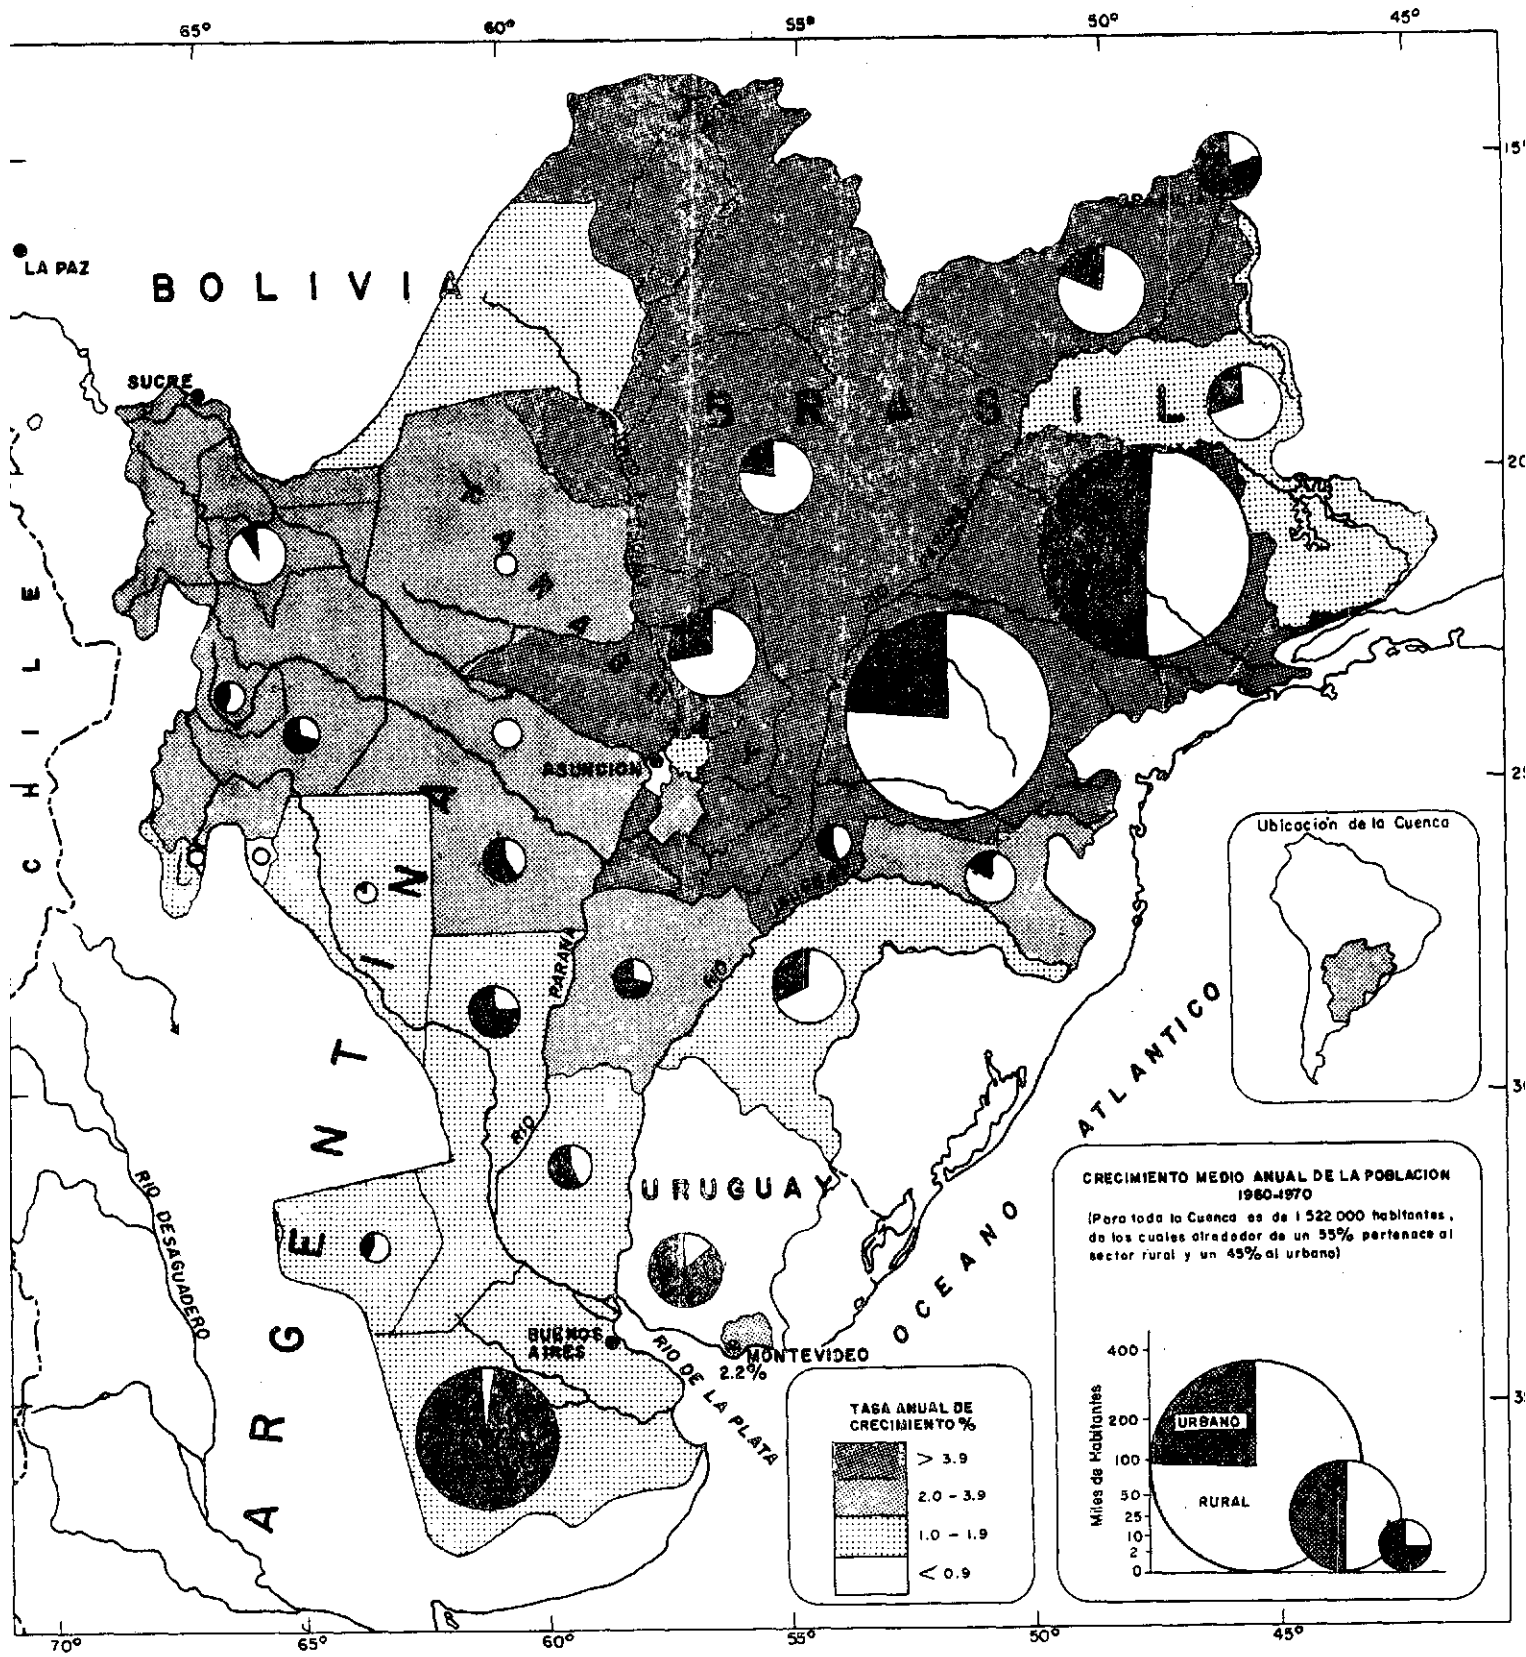 65°
60°
55°
50°
45°
15°
LA PAZ
BOLIVIA
SUCRE
BRASIL
CHILE
ASUNCION
PARANA
RIO
RIO
Ubicación de la Cuenca
ARGENTINA
RIO DESAGUADERO
URUGUAY
OCEANO ATLANTICO
BUENOS
AIRES
RIO DE LA PLATA
MONTEVIDEO
2.2%
CRECIMIENTO MEDIO ANUAL DE LA POBLACION
1960-1970
(Para toda la Cuenca es de 1 522 000 habitantes,
de los cuales alrededor de un 55% pertenece al
sector rural y un 45% al urbano)
Miles de Habitantes
400
200
100
50
25
10
2
0
URBANO
RURAL
TASA ANUAL DE
CRECIMIENTO %
> 3.9
2.0 - 3.9
1.0 - 1.9
< 0.9
70°
65°
60°
55°
50°
45°